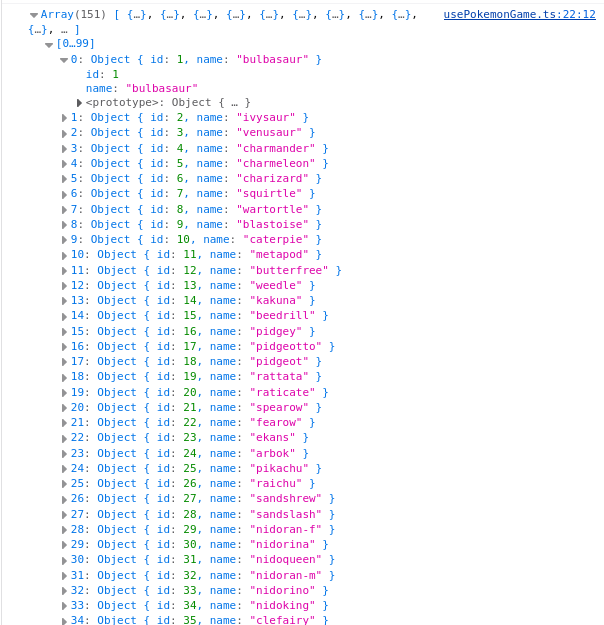 Array(151) [ {…}, {…}, {…}, {…}, {…}, {…}, {…}, {…}, {…}, usePokemonGame.ts:22:12
{…}, … ]
[0…99]
0: Object { id: 1, name: "bulbasaur" }
id: 1
name: "bulbasaur"
<prototype>: Object { … }
1: Object { id: 2, name: "ivysaur" }
2: Object { id: 3, name: "venusaur" }
3: Object { id: 4, name: "charmander" }
4: Object { id: 5, name: "charmeleon" }
5: Object { id: 6, name: "charizard" }
6: Object { id: 7, name: "squirtle" }
7: Object { id: 8, name: "wartortle" }
8: Object { id: 9, name: "blastoise" }
9: Object { id: 10, name: "caterpie" }
10: Object { id: 11, name: "metapod" }
11: Object { id: 12, name: "butterfree" }
12: Object { id: 13, name: "weedle" }
13: Object { id: 14, name: "kakuna" }
14: Object { id: 15, name: "beedrill" }
15: Object { id: 16, name: "pidgey" }
16: Object { id: 17, name: "pidgeotto" }
17: Object { id: 18, name: "pidgeot" }
18: Object { id: 19, name: "rattata" }
19: Object { id: 20, name: "raticate" }
20: Object { id: 21, name: "spearow" }
21: Object { id: 22, name: "fearow" }
22: Object { id: 23, name: "ekans" }
23: Object { id: 24, name: "arbok" }
24: Object { id: 25, name: "pikachu" }
25: Object { id: 26, name: "raichu" }
26: Object { id: 27, name: "sandshrew" }
27: Object { id: 28, name: "sandslash" }
28: Object { id: 29, name: "nidoran-f" }
29: Object { id: 30, name: "nidorina" }
30: Object { id: 31, name: "nidoqueen" }
31: Object { id: 32, name: "nidoran-m" }
32: Object { id: 33, name: "nidorino" }
33: Object { id: 34, name: "nidoking" }
34: Object { id: 35, name: "clefairy" }